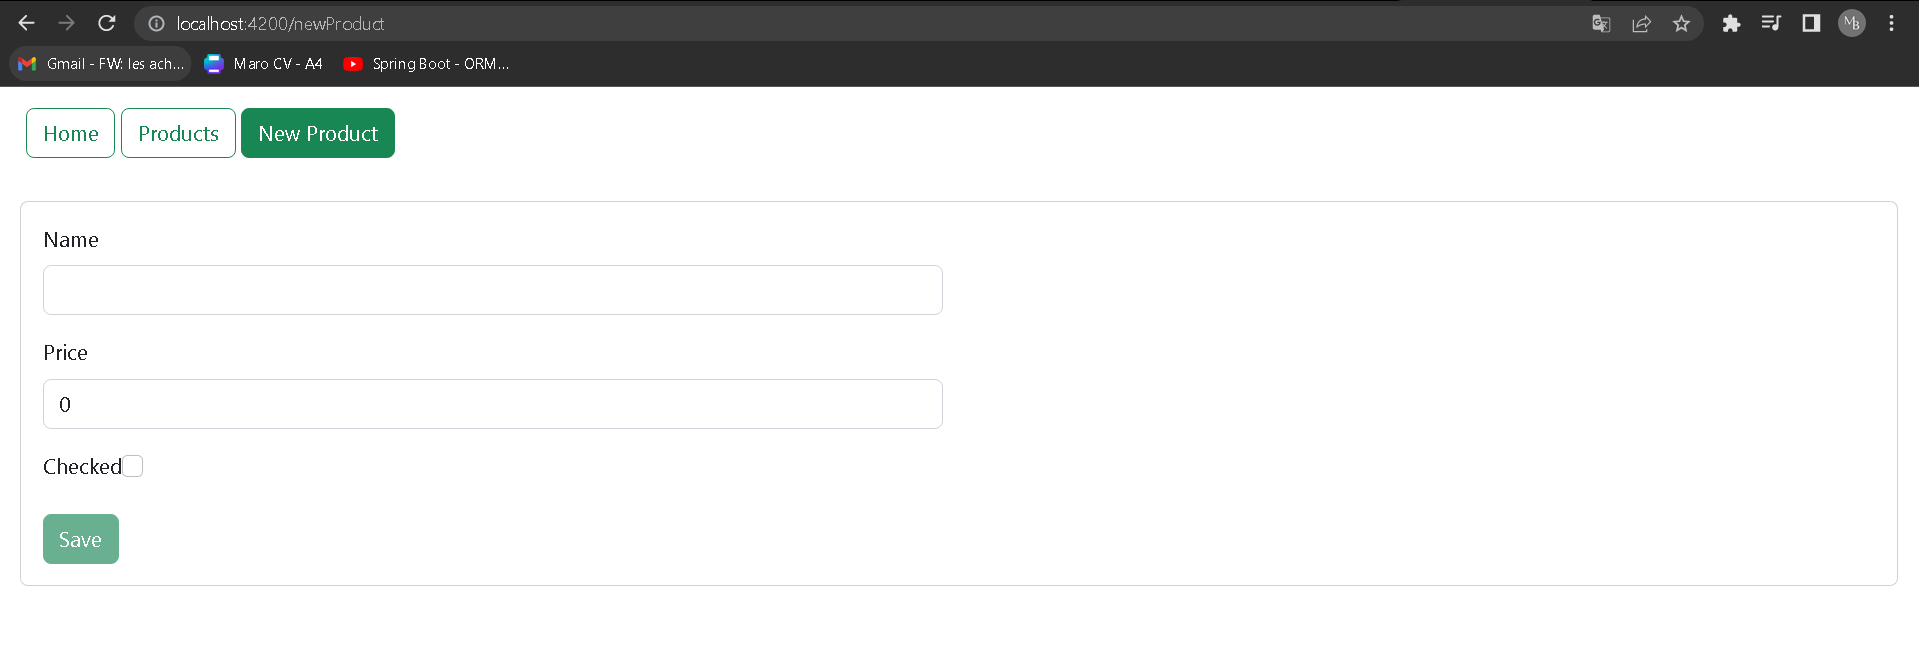 localhost:4200/newProduct
MB
Gmail - FW: les ach... Maro CV - A4 Spring Boot - ORM...
Home Products New Product
Name
Price
0
Checked
Save